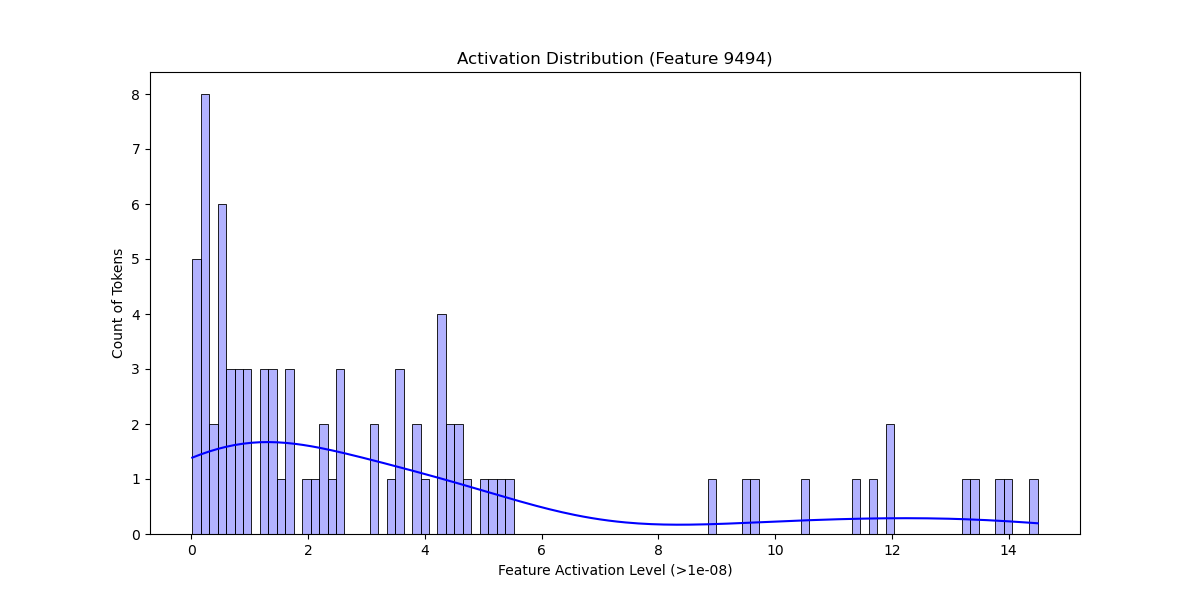 Activation Distribution (Feature 9494)
8
7
6
5
4
3
2
1
0
Count of Tokens
0 2 4 6 8 10 12 14
Feature Activation Level (>1e-08)